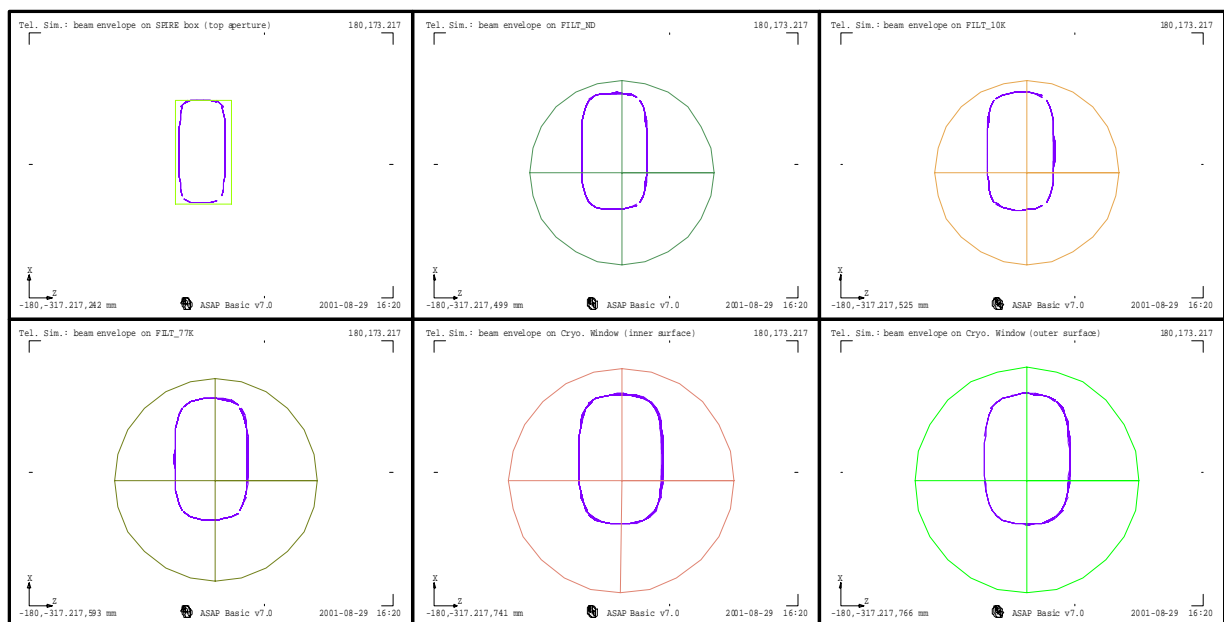 Tel. Sim.: beam envelope on SPIRE box (top aperture) 180,173.217
X
Z
-180,-317.217,242 mm ASAP Basic v7.0 2001-08-29 16:20
Tel. Sim.: beam envelope on FILT_ND 180,173.217
X
Z
-180,-317.217,499 mm ASAP Basic v7.0 2001-08-29 16:20
Tel. Sim.: beam envelope on FILT_10K 180,173.217
X
Z
-180,-317.217,525 mm ASAP Basic v7.0 2001-08-29 16:20
Tel. Sim.: beam envelope on FILT_77K 180,173.217
X
Z
-180,-317.217,593 mm ASAP Basic v7.0 2001-08-29 16:20
Tel. Sim.: beam envelope on Cryo. Window (inner surface) 180,173.217
X
Z
-180,-317.217,741 mm ASAP Basic v7.0 2001-08-29 16:20
Tel. Sim.: beam envelope on Cryo. Window (outer surface) 180,173.217
X
Z
-180,-317.217,766 mm ASAP Basic v7.0 2001-08-29 16:20